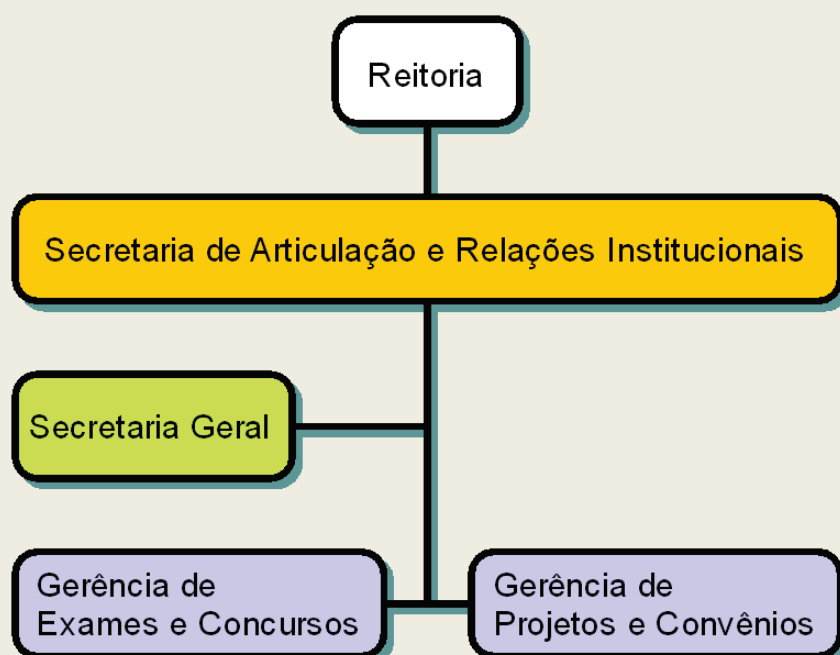 Reitoria
Secretaria de Articulação e Relações Institucionais
Secretaria Geral
Gerência de
Exames e Concursos
Gerência de
Projetos e Convênios